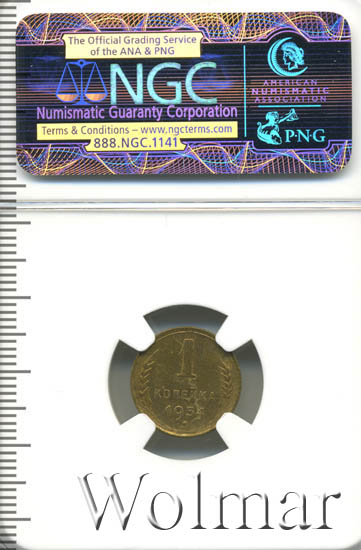 The Official Grading Service
of the ANA & PNG
NGC
Numismatic Guaranty Corporation
Terms & Conditions – www.ngcterms.com
888.NGC.1141
AMERICAN
NUMISMATIC
ASSOCIATION
P·N·G
1
КОПЕЙКА
Wolmar